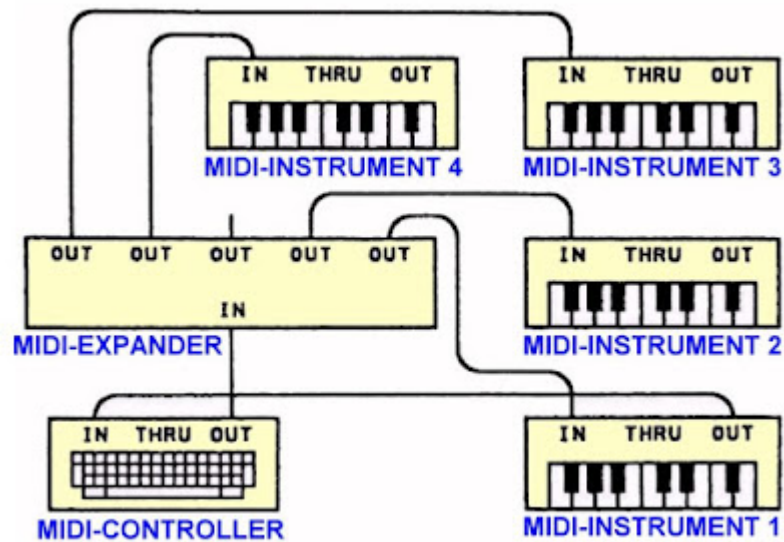 IN THRU OUT
MIDI-INSTRUMENT 4
IN THRU OUT
MIDI-INSTRUMENT 3
OUT OUT OUT OUT OUT
IN
MIDI-EXPANDER
IN THRU OUT
MIDI-INSTRUMENT 2
IN THRU OUT
MIDI-CONTROLLER
IN THRU OUT
MIDI-INSTRUMENT 1